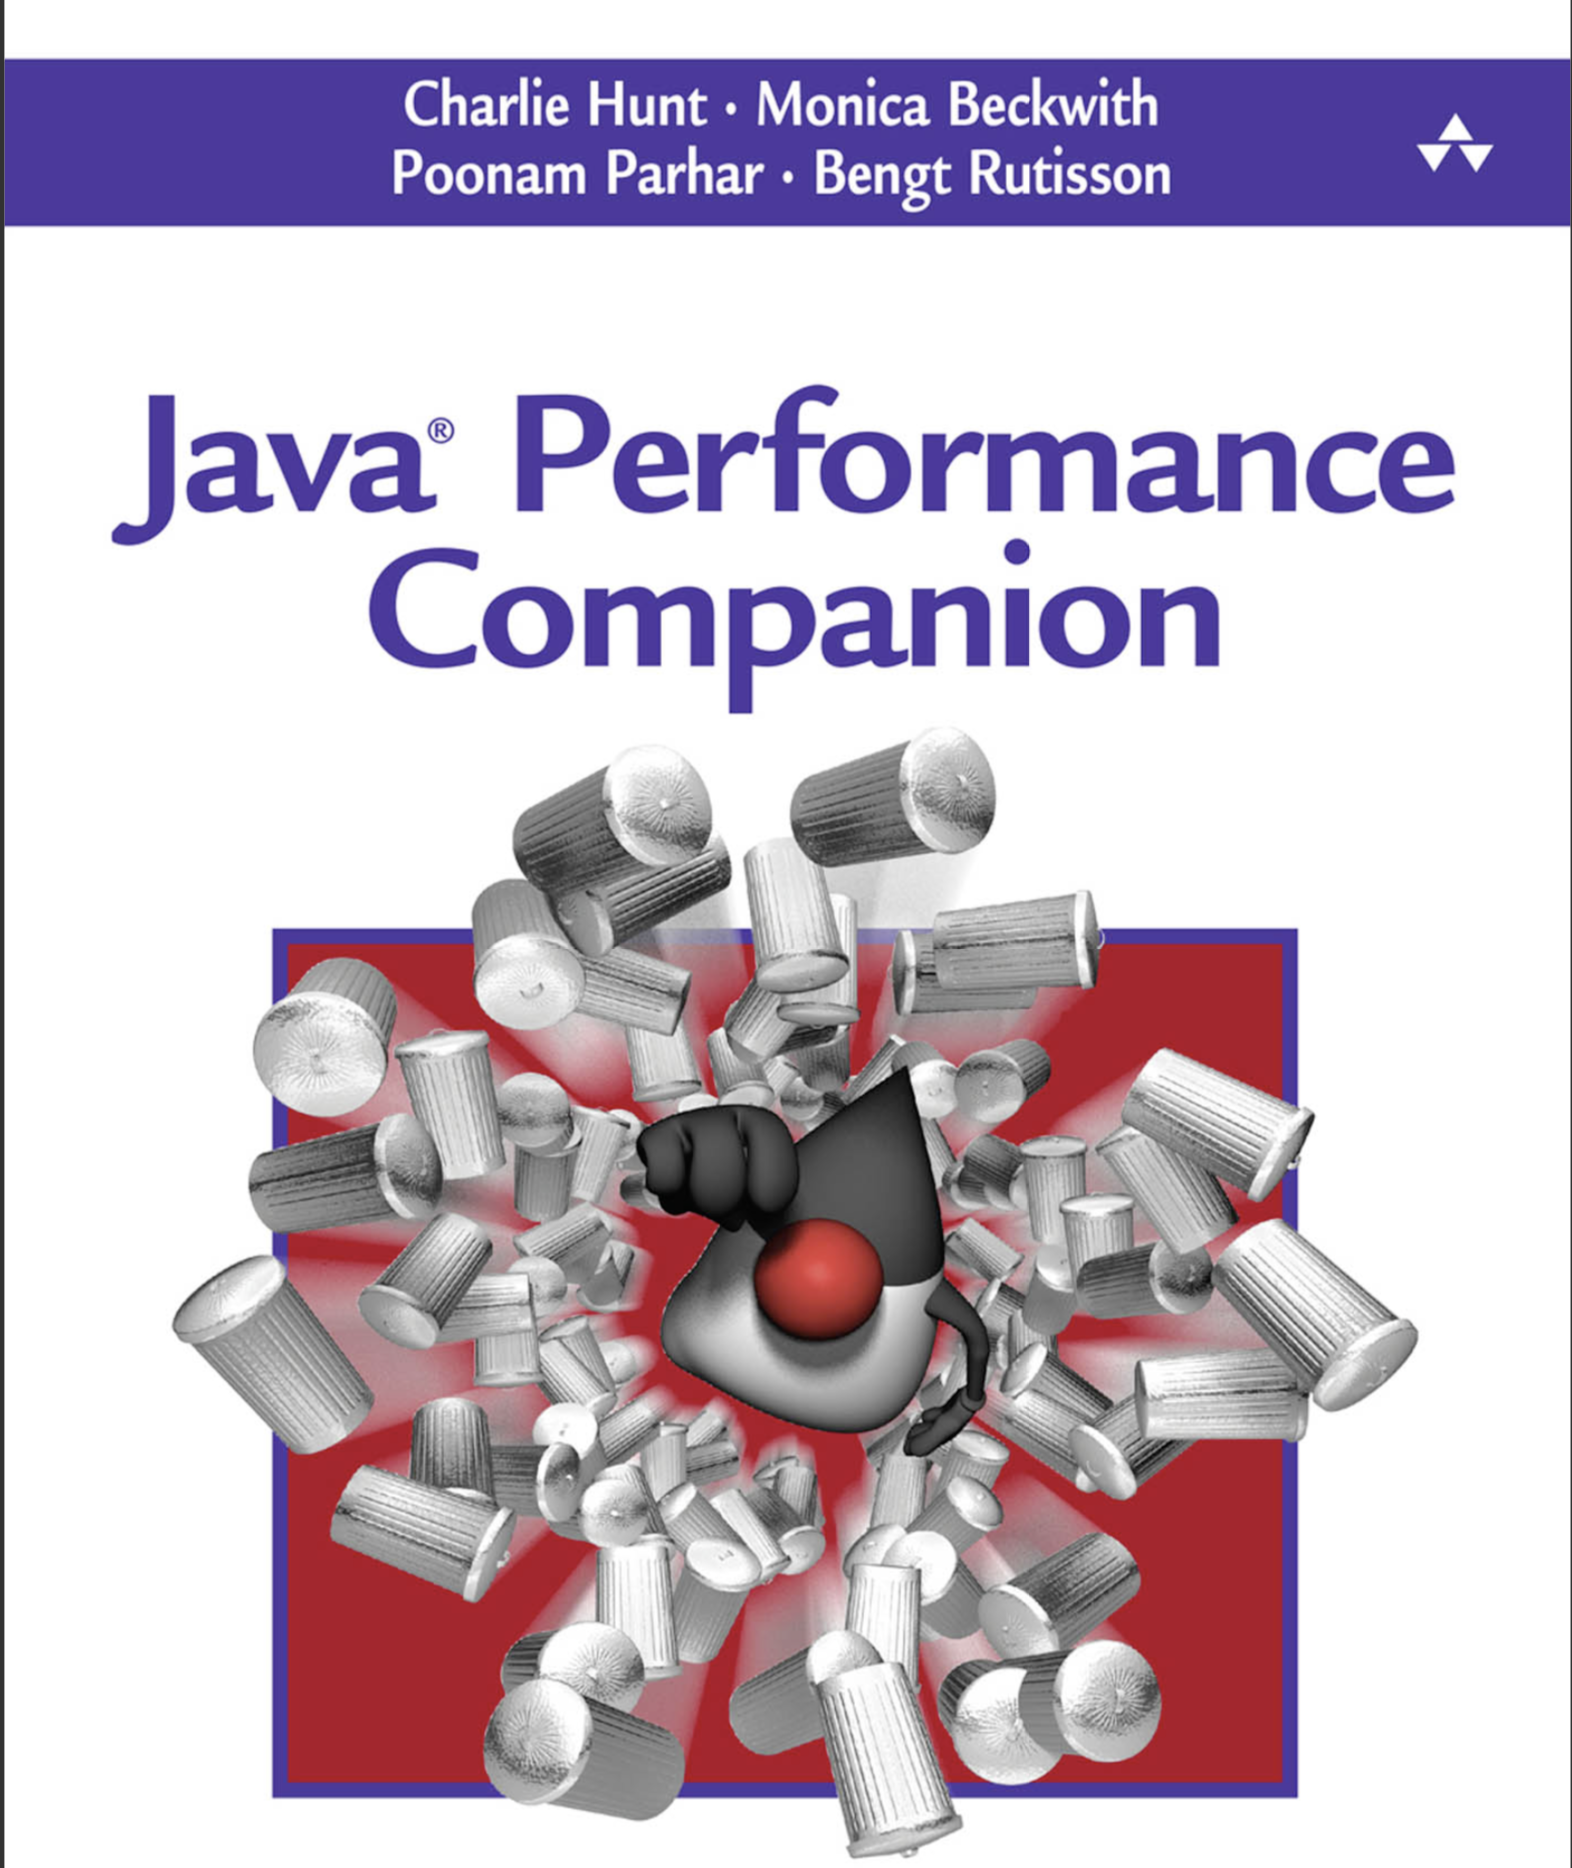 Charlie Hunt · Monica Beckwith
Poonam Parhar · Bengt Rutisson
Java® Performance
Companion